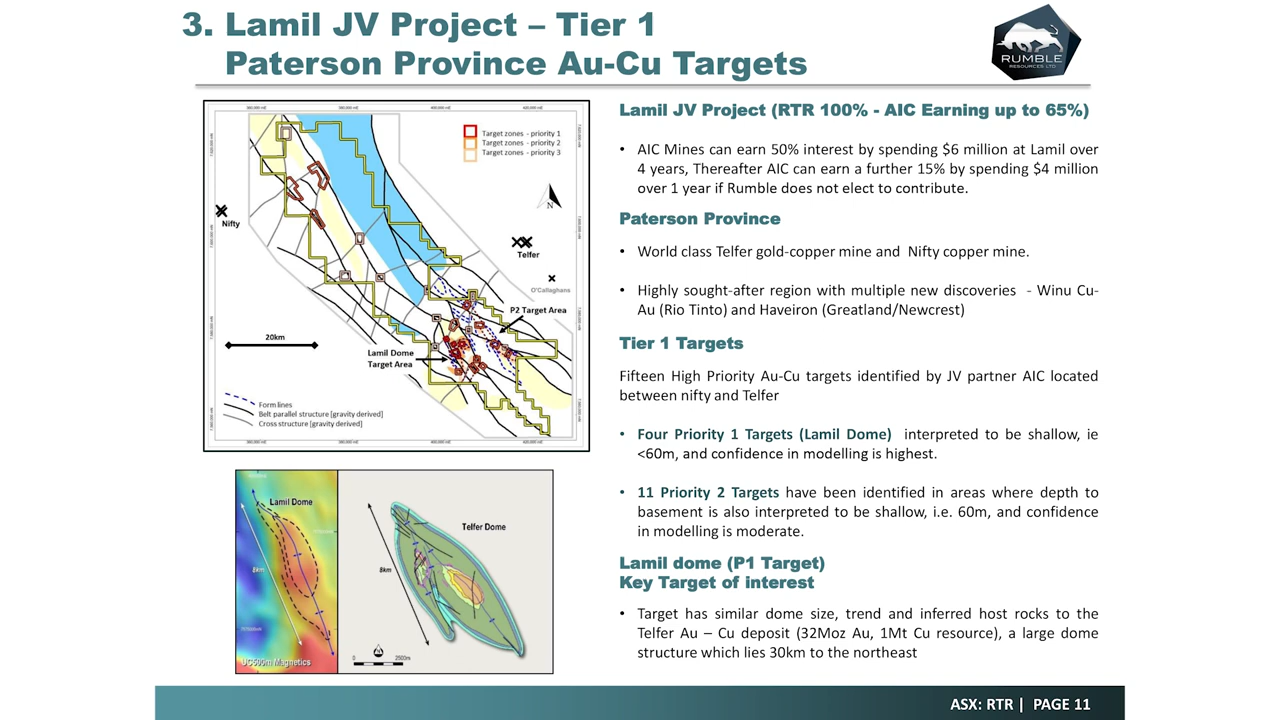 3. Lamil JV Project – Tier 1
Paterson Province Au-Cu Targets
RUMBLE
RESOURCES LTD
Target zones - priority 1
Target zones - priority 2
Target zones - priority 3
N
Nifty
Telfer
O'Callaghans
P2 Target Area
20km
Lamil Dome
Target Area
Form lines
Belt parallel structure [gravity derived]
Cross structure [gravity derived]
Lamil Dome
8km
Telfer Dome
8km
0 2500m
Lamil JV Project (RTR 100% - AIC Earning up to 65%)
• AIC Mines can earn 50% interest by spending $6 million at Lamil over
4 years, Thereafter AIC can earn a further 15% by spending $4 million
over 1 year if Rumble does not elect to contribute.
Paterson Province
• World class Telfer gold-copper mine and Nifty copper mine.
• Highly sought-after region with multiple new discoveries - Winu Cu-
Au (Rio Tinto) and Haveiron (Greatland/Newcrest)
Tier 1 Targets
Fifteen High Priority Au-Cu targets identified by JV partner AIC located
between nifty and Telfer
• Four Priority 1 Targets (Lamil Dome) interpreted to be shallow, ie
<60m, and confidence in modelling is highest.
• 11 Priority 2 Targets have been identified in areas where depth to
basement is also interpreted to be shallow, i.e. 60m, and confidence
in modelling is moderate.
Lamil dome (P1 Target)
Key Target of interest
• Target has similar dome size, trend and inferred host rocks to the
Telfer Au – Cu deposit (32Moz Au, 1Mt Cu resource), a large dome
structure which lies 30km to the northeast
ASX: RTR | PAGE 11